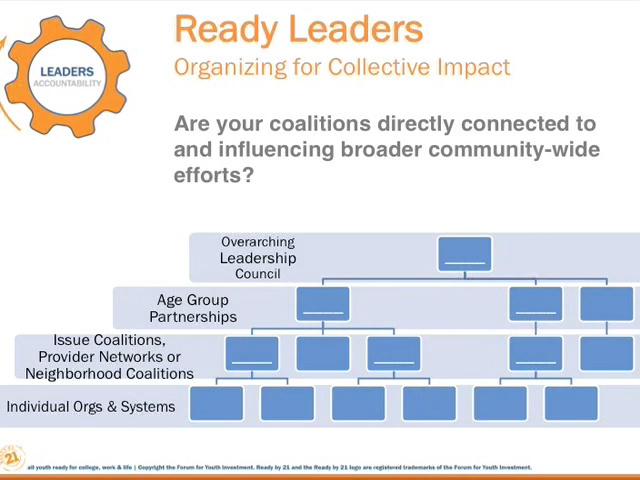 Ready Leaders
Organizing for Collective Impact
LEADERS
ACCOUNTABILITY
Are your coalitions directly connected to
and influencing broader community-wide
efforts?
Overarching
Leadership
Council
Age Group
Partnerships
Issue Coalitions,
Provider Networks or
Neighborhood Coalitions
Individual Orgs & Systems
21
all youth ready for college, work & life | Copyright the Forum for Youth Investment. Ready by 21 and the Ready by 21 logo are registered trademarks of the Forum for Youth Investment.